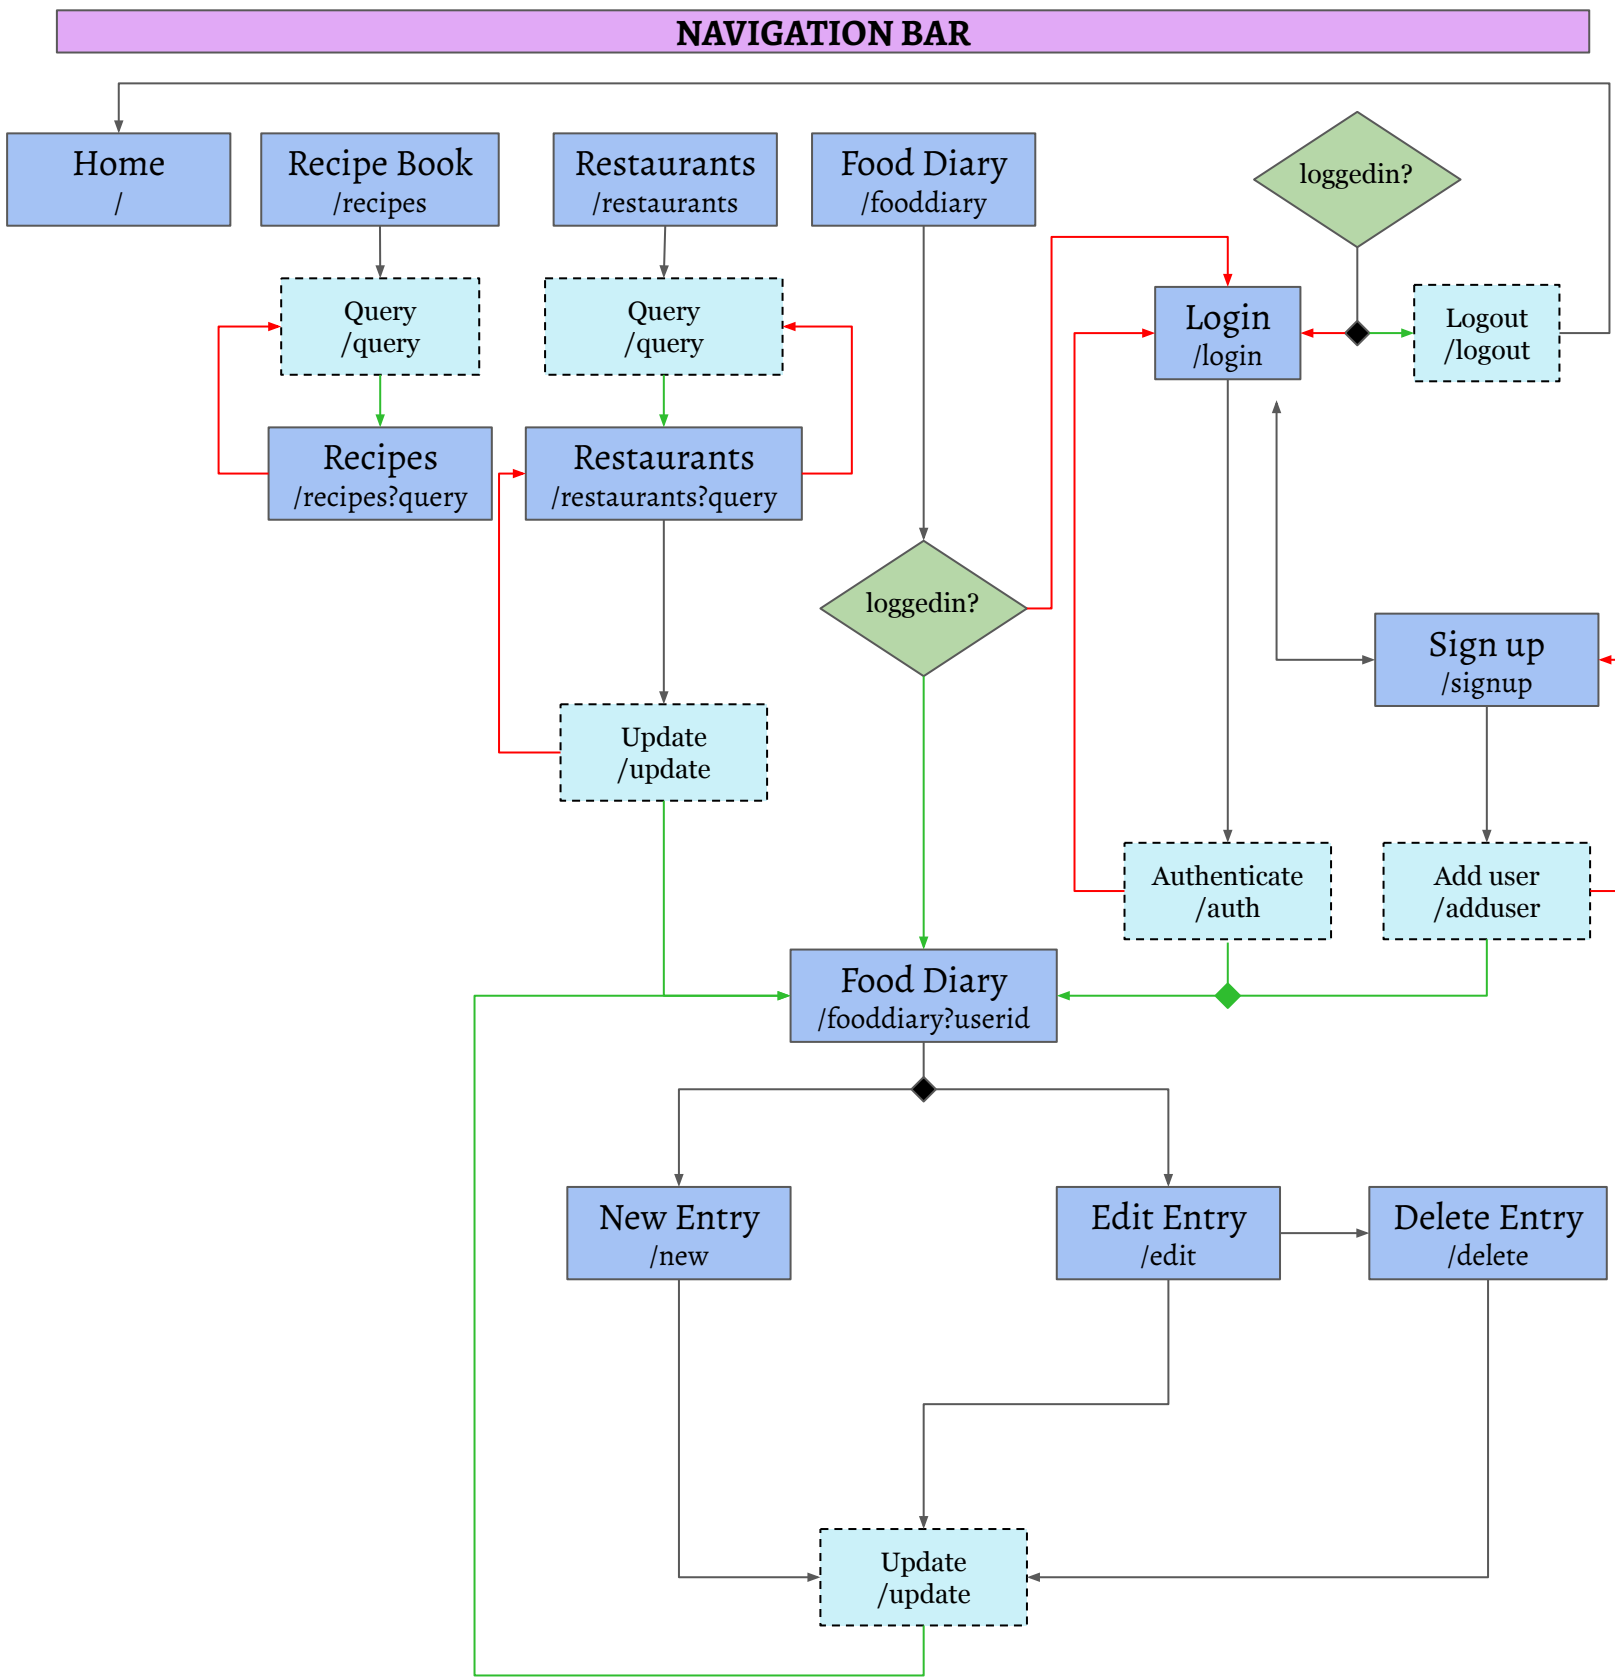 NAVIGATION BAR
Home
/
Recipe Book
/recipes
Restaurants
/restaurants
Food Diary
/fooddiary
loggedin?
Query
/query
Query
/query
Login
/login
Logout
/logout
Recipes
/recipes?query
Restaurants
/restaurants?query
loggedin?
Sign up
/signup
Update
/update
Authenticate
/auth
Add user
/adduser
Food Diary
/fooddiary?userid
New Entry
/new
Edit Entry
/edit
Delete Entry
/delete
Update
/update